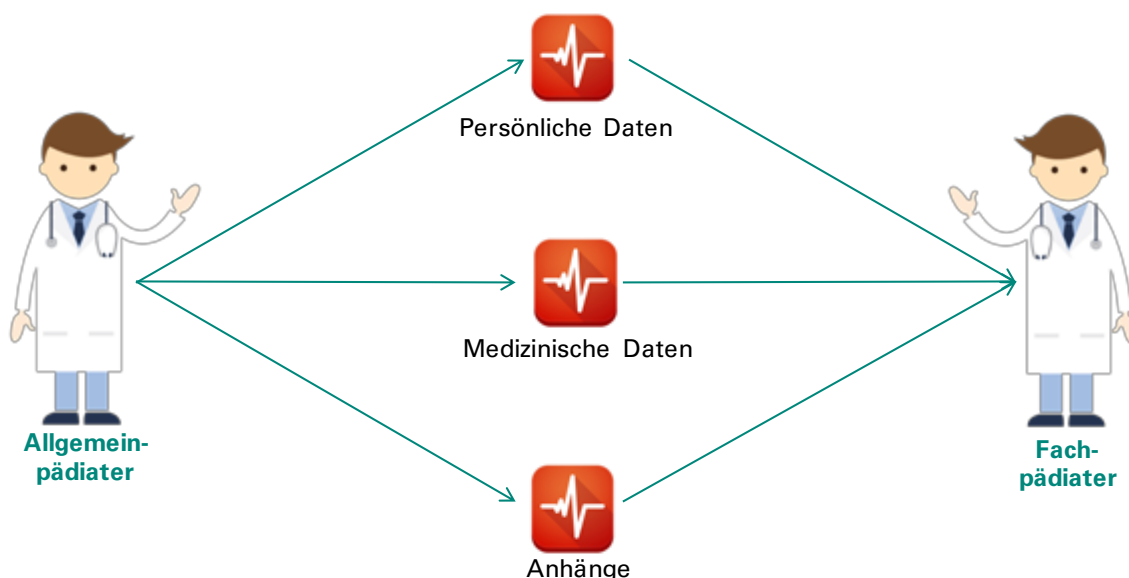 Persönliche Daten
Medizinische Daten
Allgemein-
pädiater
Fach-
pädiater
Anhänge